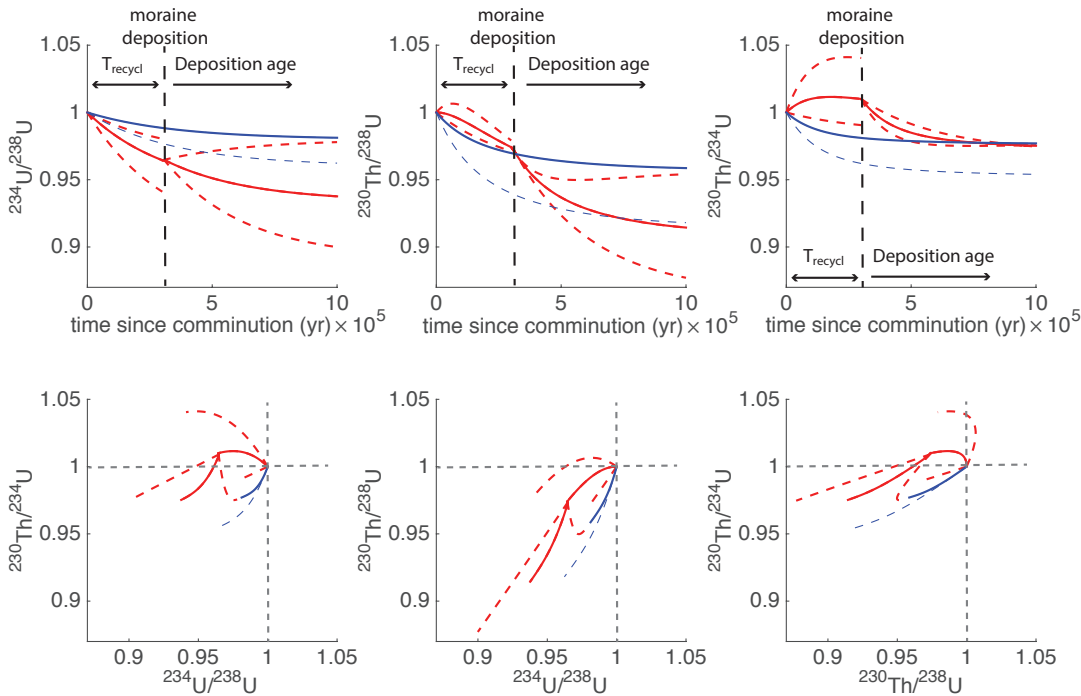 moraine
deposition
1.05
T_recycl
Deposition age
1
0.95
0.9
²³⁴U/²³⁸U
0
5
10
time since comminution (yr) × 10⁵
moraine
deposition
1.05
T_recycl
Deposition age
1
0.95
0.9
²³⁰Th/²³⁸U
0
5
10
time since comminution (yr) × 10⁵
moraine
deposition
1.05
1
0.95
0.9
²³⁰Th/²³⁴U
T_recycl
Deposition age
0
5
10
time since comminution (yr) × 10⁵
1.05
1
0.95
0.9
²³⁰Th/²³⁴U
0.9
0.95
1
1.05
²³⁴U/²³⁸U
1.05
1
0.95
0.9
²³⁰Th/²³⁸U
0.9
0.95
1
1.05
²³⁴U/²³⁸U
1.05
1
0.95
0.9
²³⁰Th/²³⁴U
0.9
0.95
1
1.05
²³⁰Th/²³⁸U